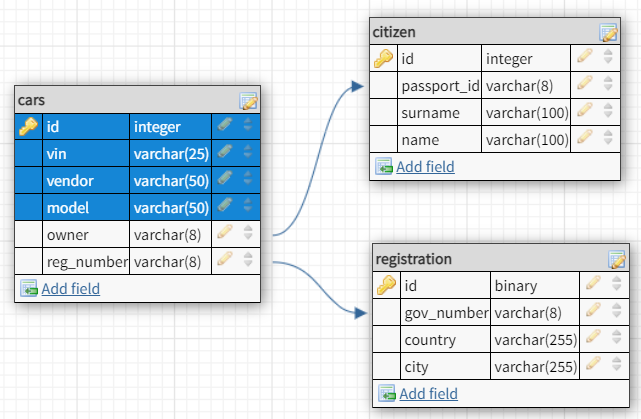 citizen
id integer
passport_id varchar(8)
surname varchar(100)
name varchar(100)
Add field
cars
id integer
vin varchar(25)
vendor varchar(50)
model varchar(50)
owner varchar(8)
reg_number varchar(8)
Add field
registration
id binary
gov_number varchar(8)
country varchar(255)
city varchar(255)
Add field